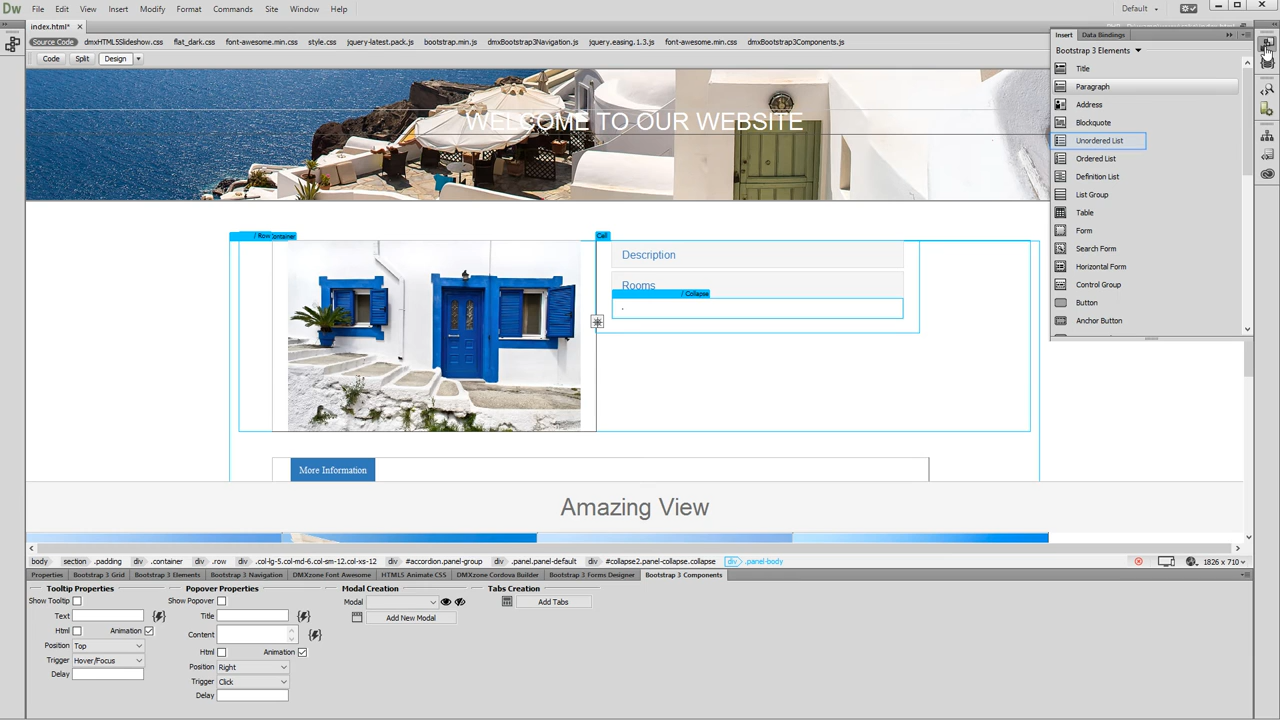 Dw File Edit View Insert Modify Format Commands Site Window Help Default
index.html*
Source Code dmxHTML5Slideshow.css flat_dark.css font-awesome.min.css style.css jquery-latest.pack.js bootstrap.min.js dmxBootstrap3Navigation.js jquery.easing.1.3.js font-awesome.min.css dmxBootstrap3Components.js
Code Split Design
Insert Data Bindings
Bootstrap 3 Elements
Title
Paragraph
Address
Blockquote
Unordered List
Ordered List
Definition List
List Group
Table
Form
Search Form
Horizontal Form
Control Group
Button
Anchor Button
WELCOME TO OUR WEBSITE
/ Row Container
Cell
Description
Rooms
/ Collapse
More Information
Amazing View
body section .padding div .container div .row div .col-lg-5.col-md-6.col-sm-12.col-xs-12 div #accordion.panel-group div .panel.panel-default div #collapse2.panel-collapse.collapse div .panel-body 1826 x 710
Properties Bootstrap 3 Grid Bootstrap 3 Elements Bootstrap 3 Navigation DMXzone Font Awesome HTML5 Animate CSS DMXzone Cordova Builder Bootstrap 3 Forms Designer Bootstrap 3 Components
Tooltip Properties Popover Properties Modal Creation Tabs Creation
Show Tooltip Show Popover Modal Add Tabs
Text Title Add New Modal
Html Animation Content
Position Top Html Animation
Trigger Hover/Focus Position Right
Delay Trigger Click
Delay